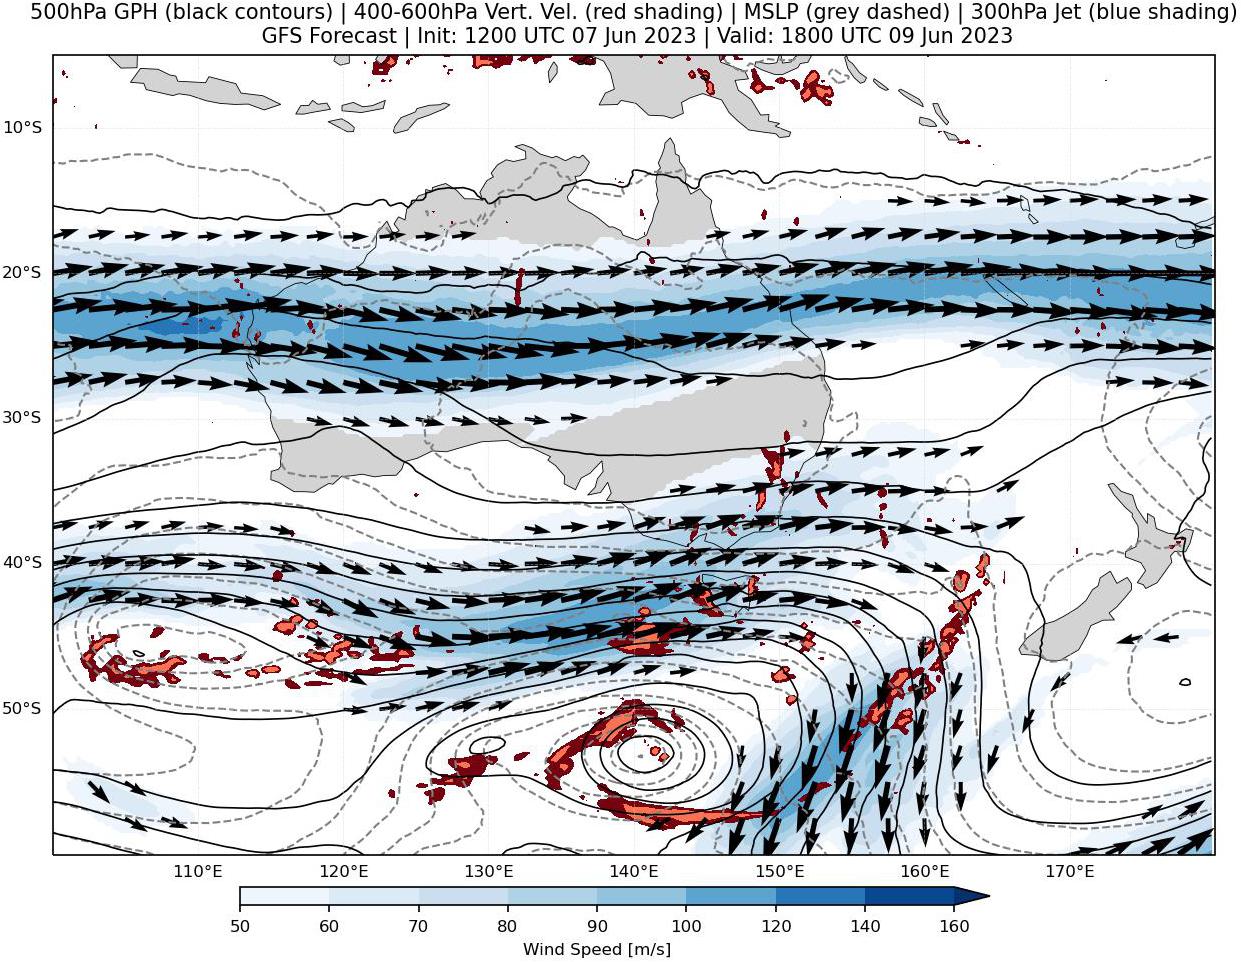 500hPa GPH (black contours) | 400-600hPa Vert. Vel. (red shading) | MSLP (grey dashed) | 300hPa Jet (blue shading)
GFS Forecast | Init: 1200 UTC 07 Jun 2023 | Valid: 1800 UTC 09 Jun 2023
10°S
20°S
30°S
40°S
50°S
110°E 120°E 130°E 140°E 150°E 160°E 170°E
50 60 70 80 90 100 120 140 160
Wind Speed [m/s]